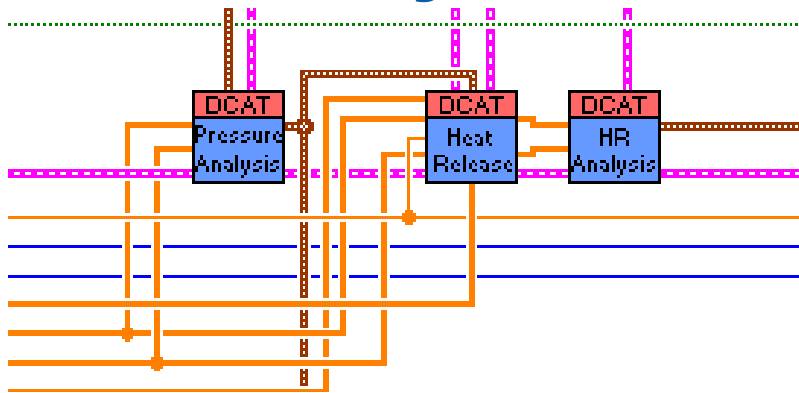 DCAT
Pressure
Analysis
DCAT
Heat
Release
DCAT
HR
Analysis